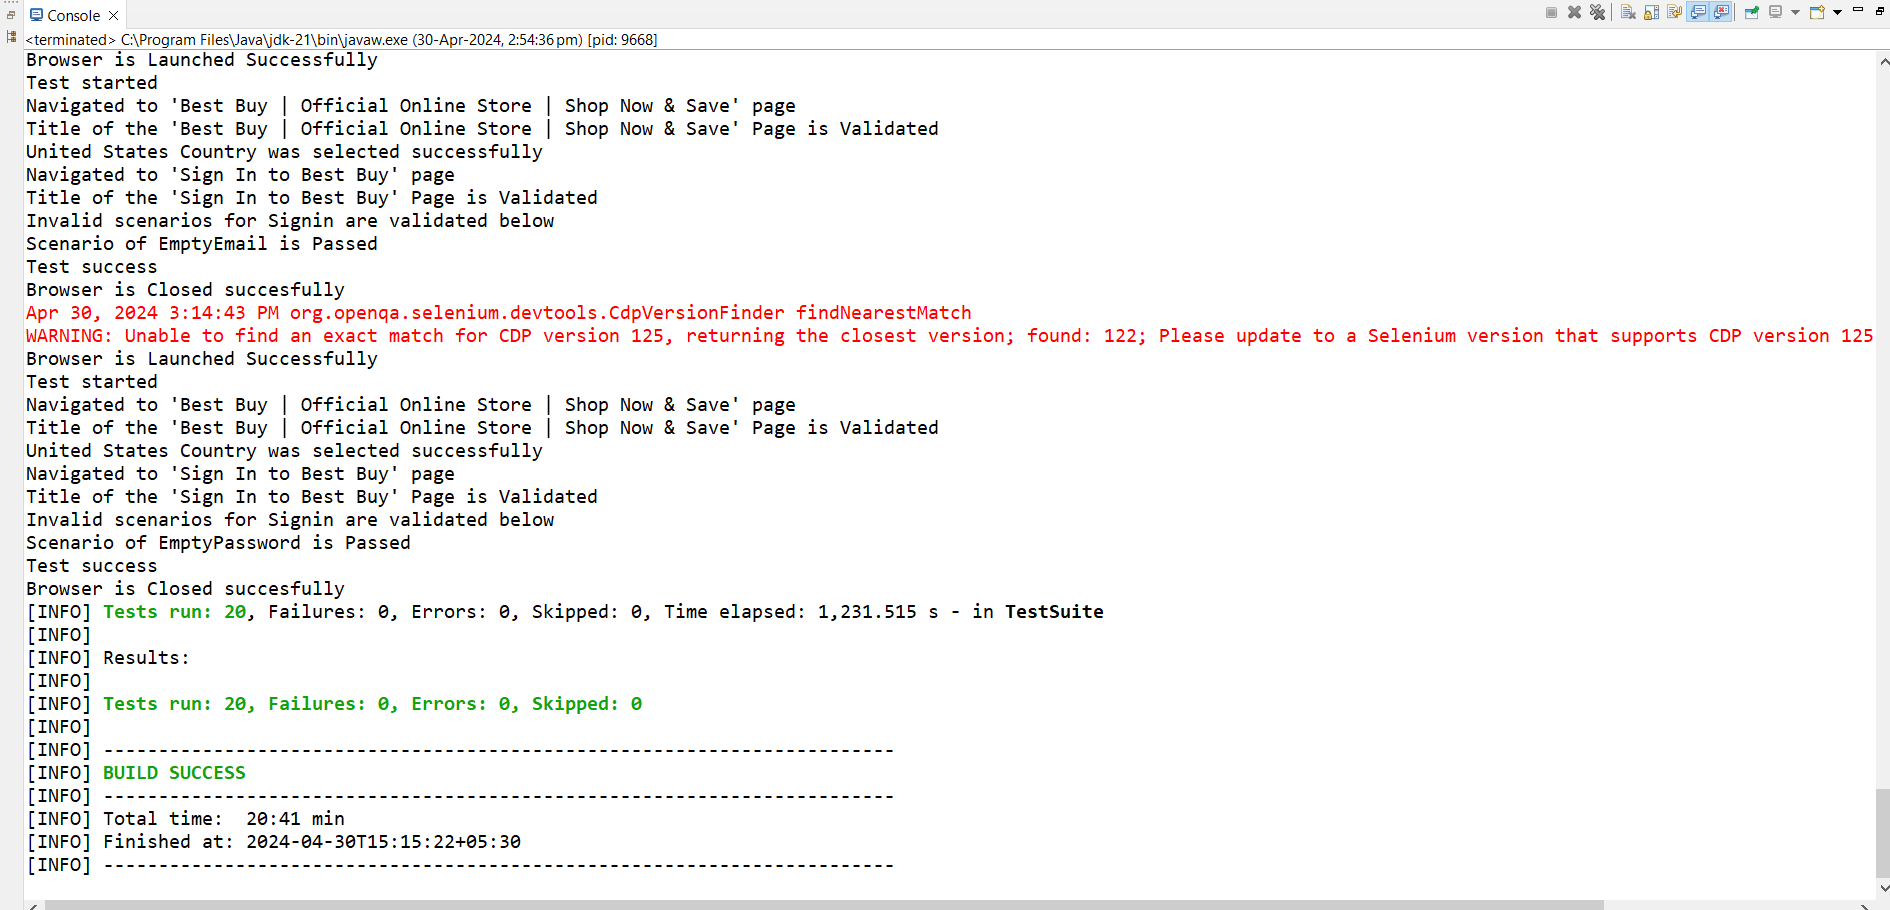 Console
<terminated> C:\Program Files\Java\jdk-21\bin\javaw.exe (30-Apr-2024, 2:54:36 pm) [pid: 9668]
Browser is Launched Successfully
Test started
Navigated to 'Best Buy | Official Online Store | Shop Now & Save' page
Title of the 'Best Buy | Official Online Store | Shop Now & Save' Page is Validated
United States Country was selected successfully
Navigated to 'Sign In to Best Buy' page
Title of the 'Sign In to Best Buy' Page is Validated
Invalid scenarios for Signin are validated below
Scenario of EmptyEmail is Passed
Test success
Browser is Closed succesfully
Apr 30, 2024 3:14:43 PM org.openqa.selenium.devtools.CdpVersionFinder findNearestMatch
WARNING: Unable to find an exact match for CDP version 125, returning the closest version; found: 122; Please update to a Selenium version that supports CDP version 125
Browser is Launched Successfully
Test started
Navigated to 'Best Buy | Official Online Store | Shop Now & Save' page
Title of the 'Best Buy | Official Online Store | Shop Now & Save' Page is Validated
United States Country was selected successfully
Navigated to 'Sign In to Best Buy' page
Title of the 'Sign In to Best Buy' Page is Validated
Invalid scenarios for Signin are validated below
Scenario of EmptyPassword is Passed
Test success
Browser is Closed succesfully
[INFO] Tests run: 20, Failures: 0, Errors: 0, Skipped: 0, Time elapsed: 1,231.515 s - in TestSuite
[INFO]
[INFO] Results:
[INFO]
[INFO] Tests run: 20, Failures: 0, Errors: 0, Skipped: 0
[INFO]
[INFO] ------------------------------------------------------------------------
[INFO] BUILD SUCCESS
[INFO] ------------------------------------------------------------------------
[INFO] Total time:  20:41 min
[INFO] Finished at: 2024-04-30T15:15:22+05:30
[INFO] ------------------------------------------------------------------------